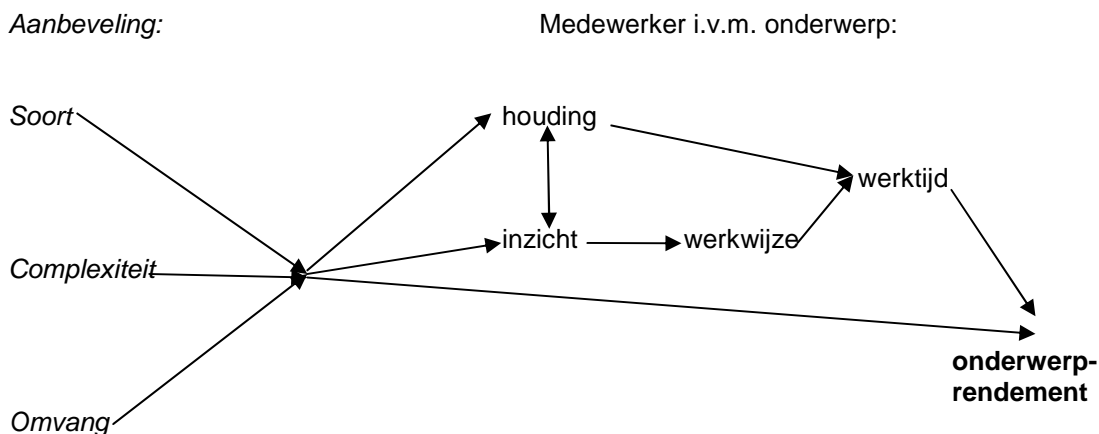 Aanbeveling: Medewerker i.v.m. onderwerp:
Soort houding
werktijd
inzicht werkwijze
Complexiteit
onderwerp-
rendement
Omvang